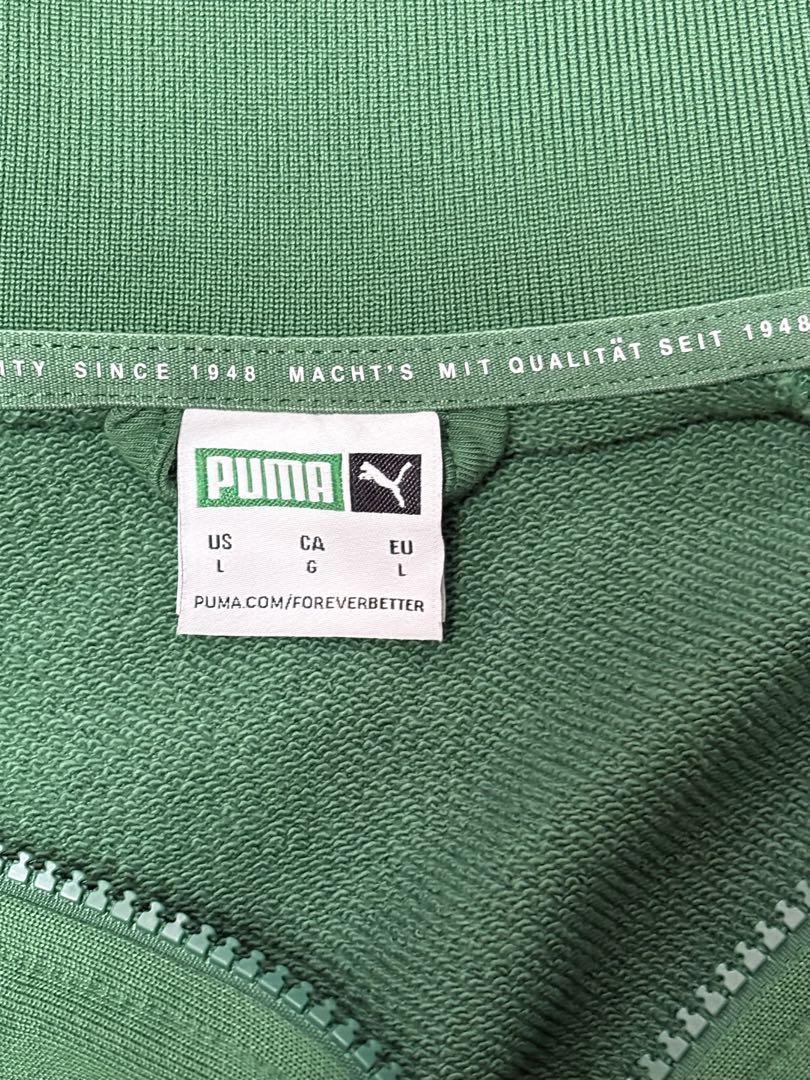 ITY SINCE 1948 MACHT'S MIT QUALITÄT SEIT 1948
PUMA
US CA EU
L G L
PUMA.COM/FOREVERBETTER